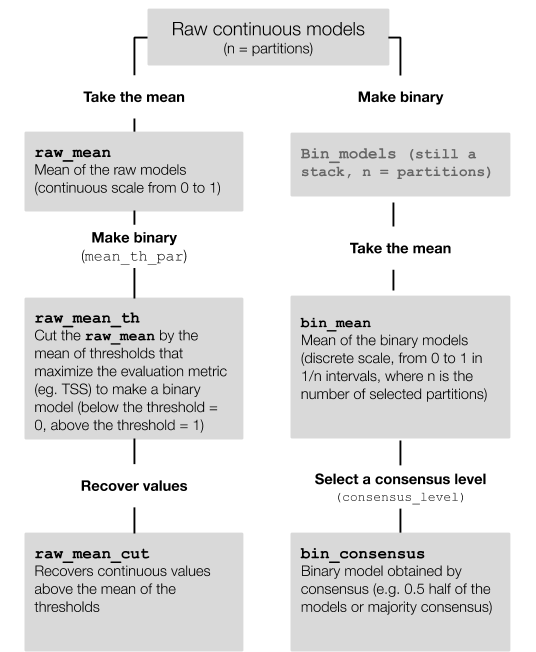 Raw continuous models
(n = partitions)
Take the mean
raw_mean
Mean of the raw models
(continuous scale from 0 to 1)
Make binary
(mean_th_par)
raw_mean_th
Cut the raw_mean by the
mean of thresholds that
maximize the evaluation metric
(eg. TSS) to make a binary
model (below the threshold =
0, above the threshold = 1)
Recover values
raw_mean_cut
Recovers continuous values
above the mean of the
thresholds
Make binary
Bin_models (still a
stack, n = partitions)
Take the mean
bin_mean
Mean of the binary models
(discrete scale, from 0 to 1 in
1/n intervals, where n is the
number of selected partitions)
Select a consensus level
(consensus_level)
bin_consensus
Binary model obtained by
consensus (e.g. 0.5 half of the
models or majority consensus)